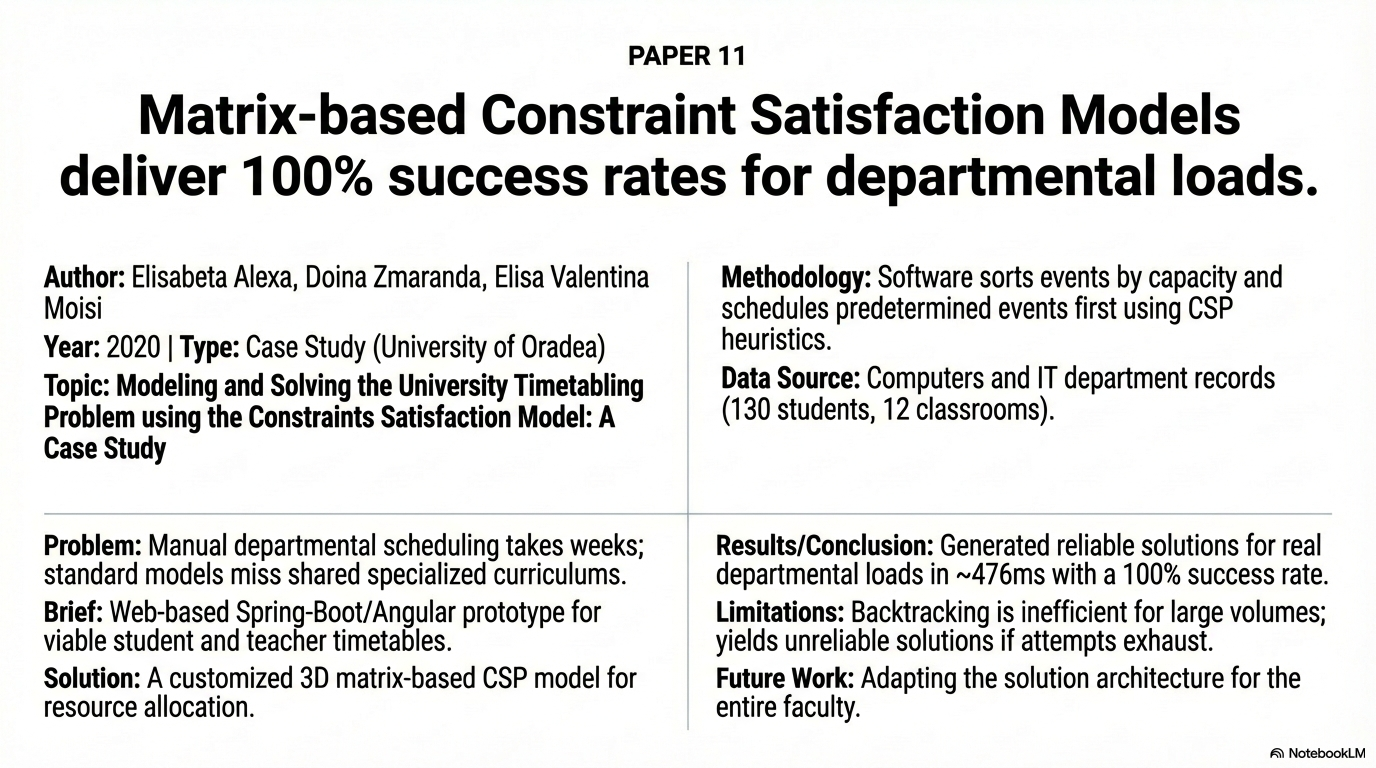 PAPER 11
Matrix-based Constraint Satisfaction Models
deliver 100% success rates for departmental loads.
Author: Elisabeta Alexa, Doina Zmaranda, Elisa Valentina
Moisi
Year: 2020 | Type: Case Study (University of Oradea)
Topic: Modeling and Solving the University Timetabling
Problem using the Constraints Satisfaction Model: A
Case Study
Methodology: Software sorts events by capacity and
schedules predetermined events first using CSP
heuristics.
Data Source: Computers and IT department records
(130 students, 12 classrooms).
Problem: Manual departmental scheduling takes weeks;
standard models miss shared specialized curriculums.
Brief: Web-based Spring-Boot/Angular prototype for
viable student and teacher timetables.
Solution: A customized 3D matrix-based CSP model for
resource allocation.
Results/Conclusion: Generated reliable solutions for real
departmental loads in ~476ms with a 100% success rate.
Limitations: Backtracking is inefficient for large volumes;
yields unreliable solutions if attempts exhaust.
Future Work: Adapting the solution architecture for the
entire faculty.
NotebookLM